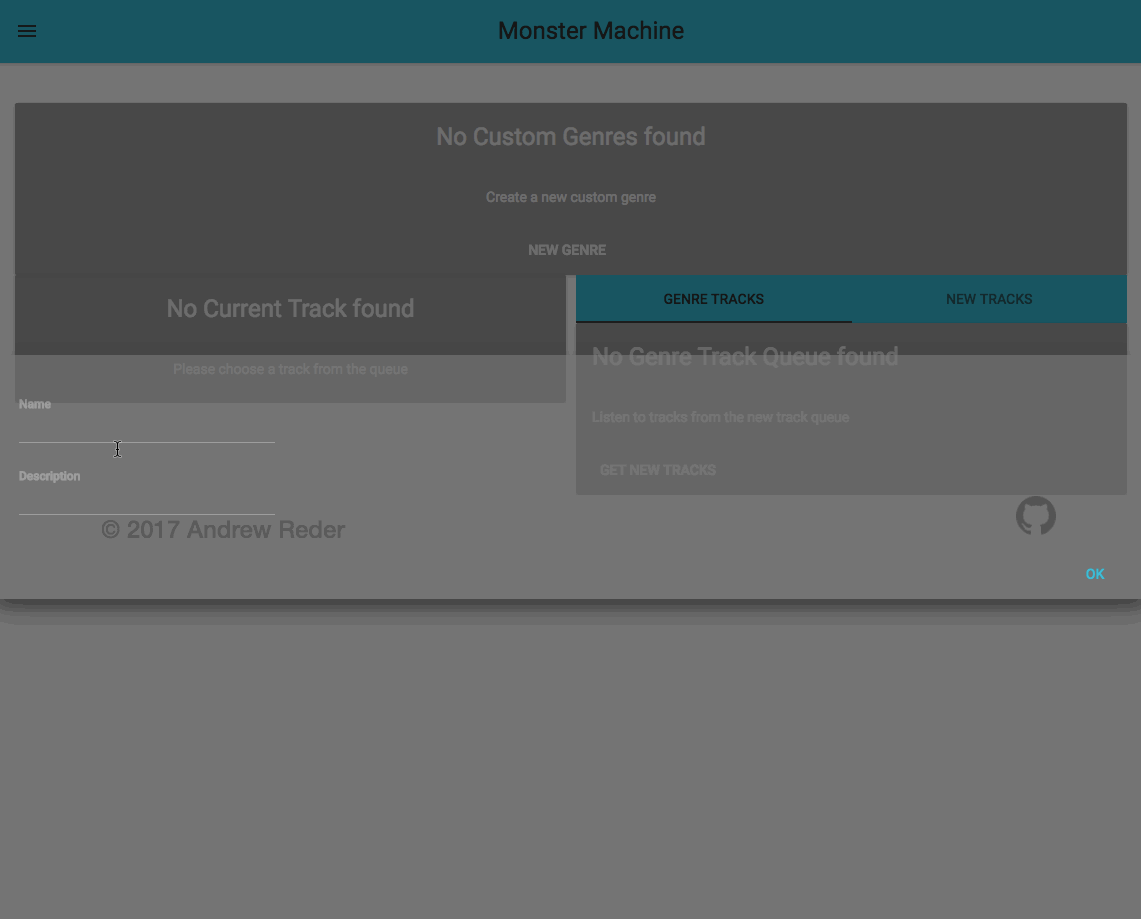 Monster Machine
No Custom Genres found
Create a new custom genre
NEW GENRE
No Current Track found
Please choose a track from the queue
GENRE TRACKS
NEW TRACKS
No Genre Track Queue found
Listen to tracks from the new track queue
GET NEW TRACKS
Name
Description
© 2017 Andrew Reder
OK